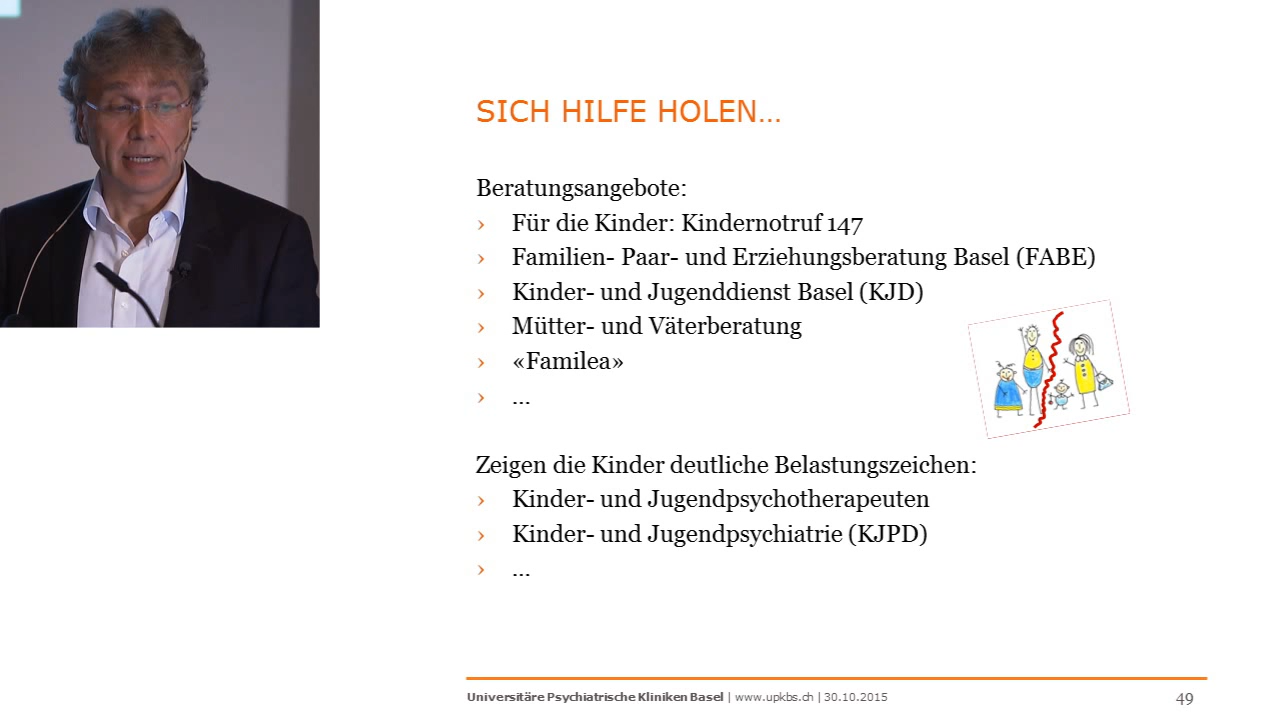 SICH HILFE HOLEN...
Beratungsangebote:
› Für die Kinder: Kindernotruf 147
› Familien- Paar- und Erziehungsberatung Basel (FABE)
› Kinder- und Jugenddienst Basel (KJD)
› Mütter- und Väterberatung
› «Familea»
› ...
Zeigen die Kinder deutliche Belastungszeichen:
› Kinder- und Jugendpsychotherapeuten
› Kinder- und Jugendpsychiatrie (KJPD)
› ...
Universitäre Psychiatrische Kliniken Basel | www.upkbs.ch | 30.10.2015
49